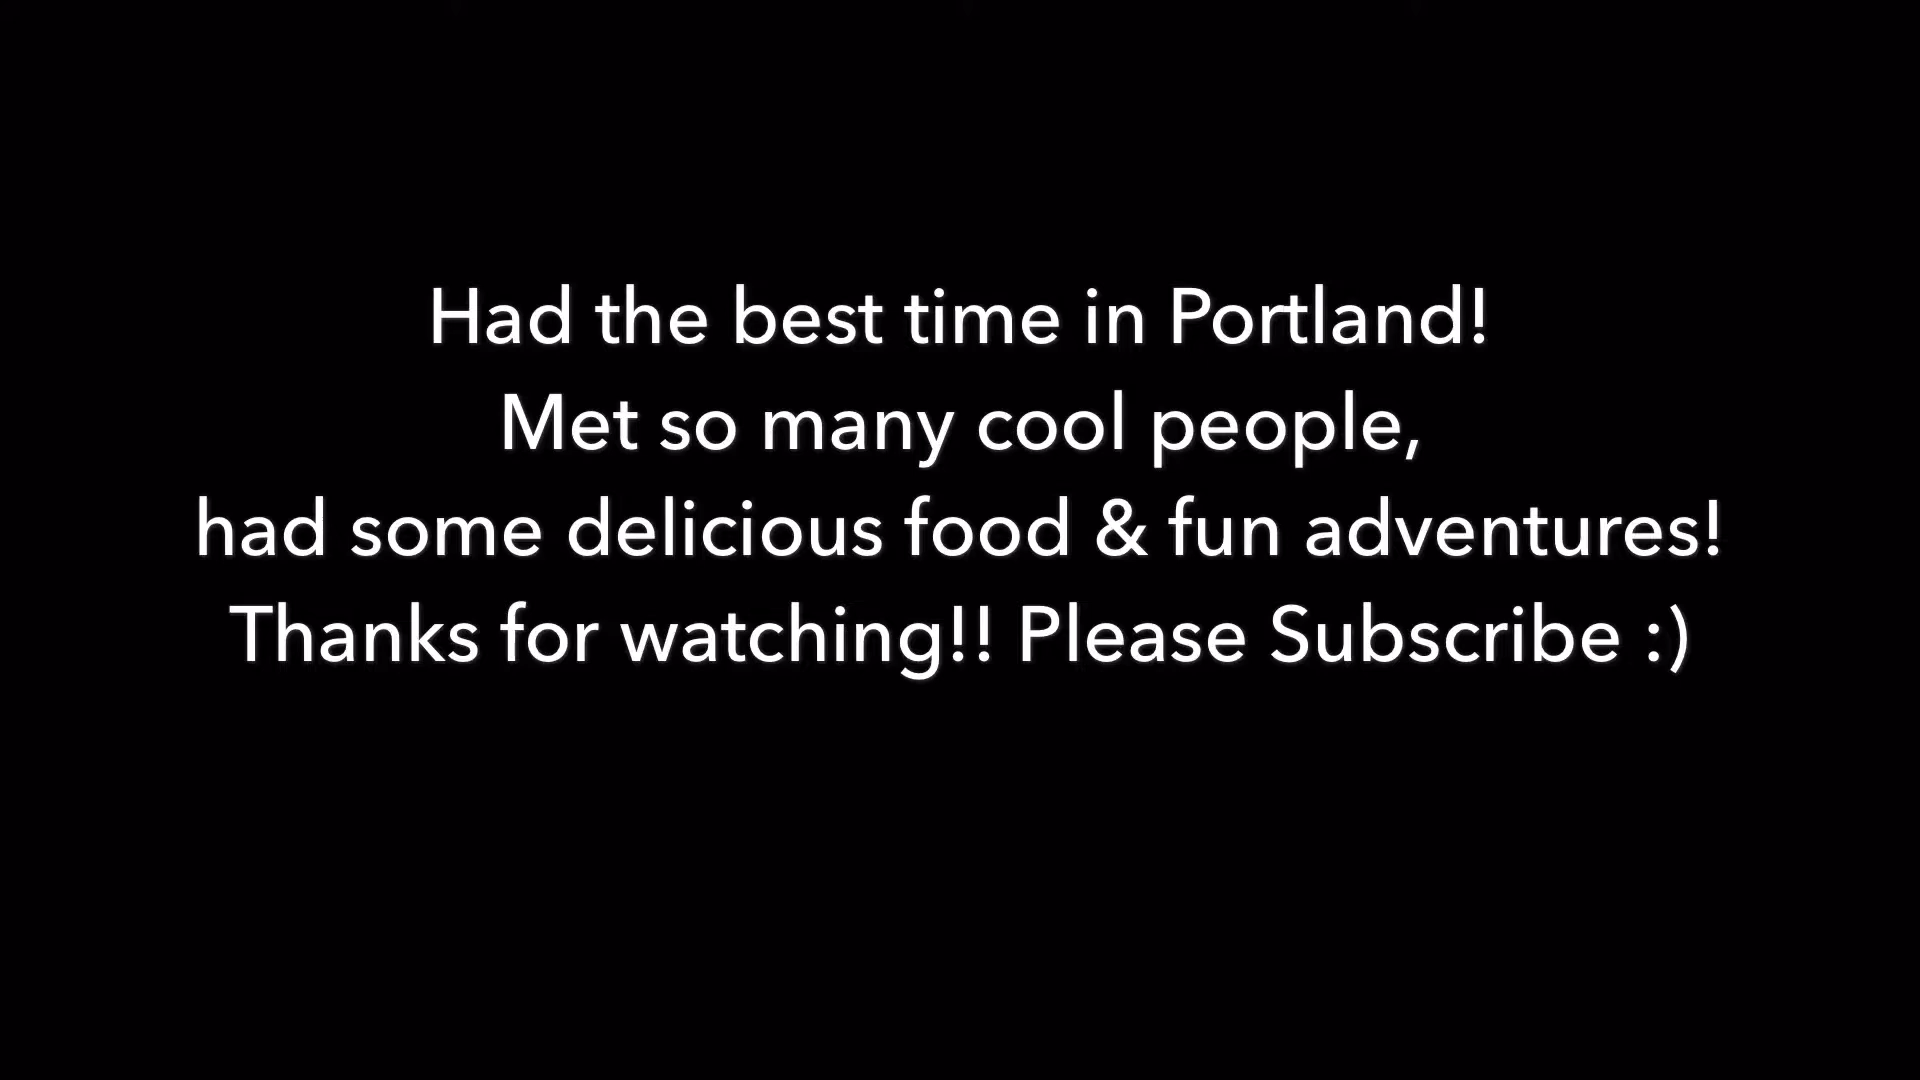 Had the best time in Portland!
Met so many cool people,
had some delicious food & fun adventures!
Thanks for watching!! Please Subscribe :)